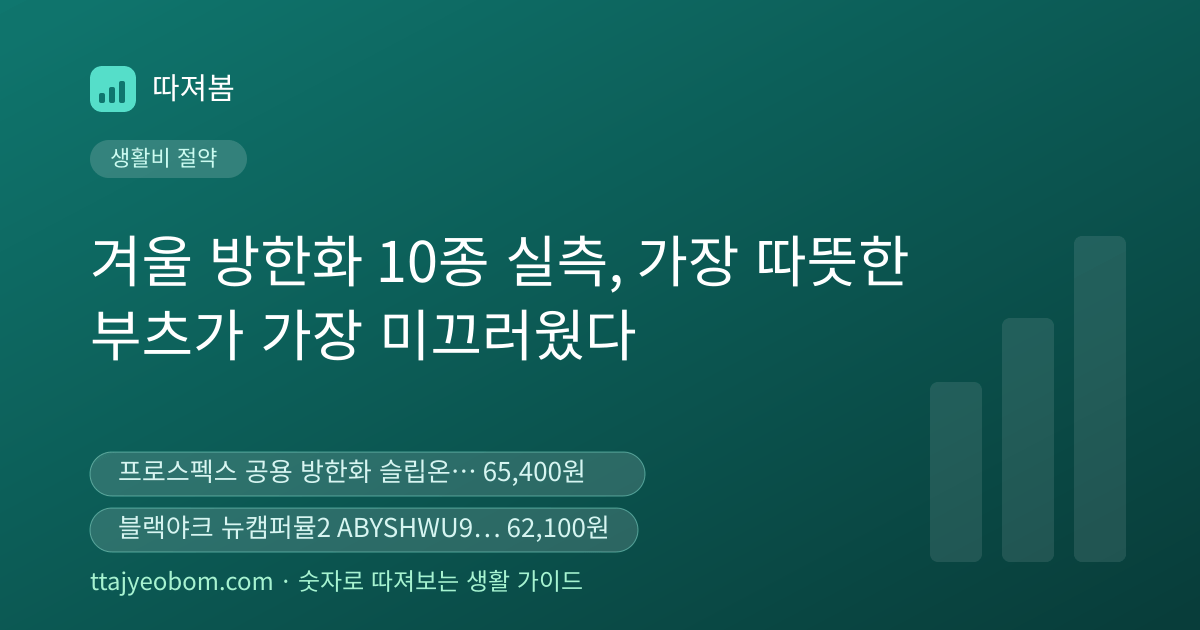 따져봄
생활비 절약
겨울 방한화 10종 실측, 가장 따뜻한
부츠가 가장 미끄러웠다
프로스펙스 공용 방한화 슬립온… 65,400원
블랙야크 뉴캠퍼뮬2 ABYSHWU9… 62,100원
ttajyeobom.com · 숫자로 따져보는 생활 가이드